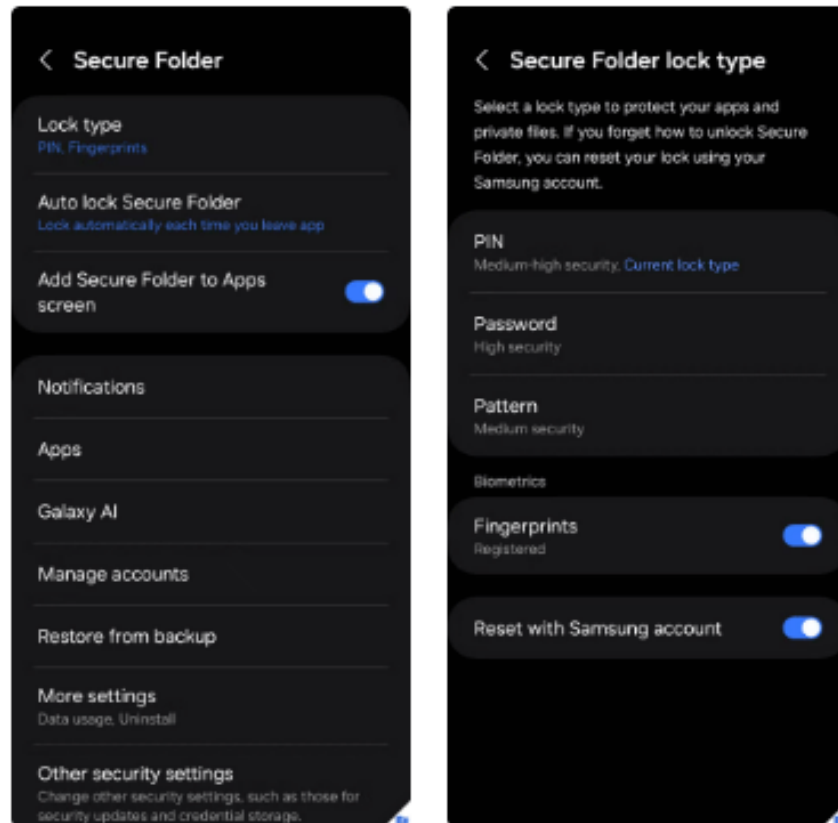 Secure Folder
Lock type
PIN, Fingerprints
Auto lock Secure Folder
Lock automatically each time you leave app
Add Secure Folder to Apps
screen
Notifications
Apps
Galaxy AI
Manage accounts
Restore from backup
More settings
Data usage, Uninstall
Other security settings
Change other security settings, such as those for
security updates and credential storage.
Secure Folder lock type
Select a lock type to protect your apps and
private files. If you forget how to unlock Secure
Folder, you can reset your lock using your
Samsung account.
PIN
Medium-high security, Current lock type
Password
High security
Pattern
Medium security
Biometrics
Fingerprints
Registered
Reset with Samsung account